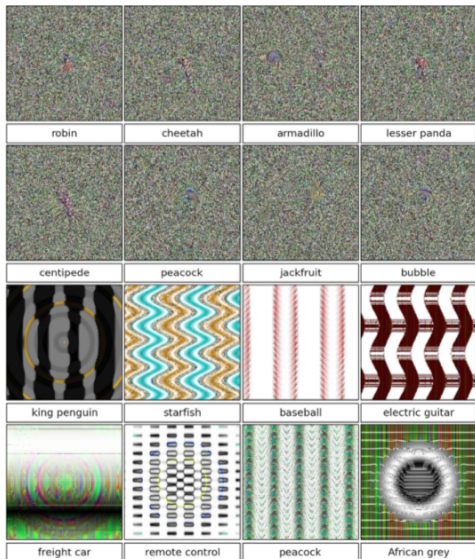 robin
cheetah
armadillo
lesser panda
centipede
peacock
jackfruit
bubble
king penguin
starfish
baseball
electric guitar
freight car
remote control
peacock
African grey